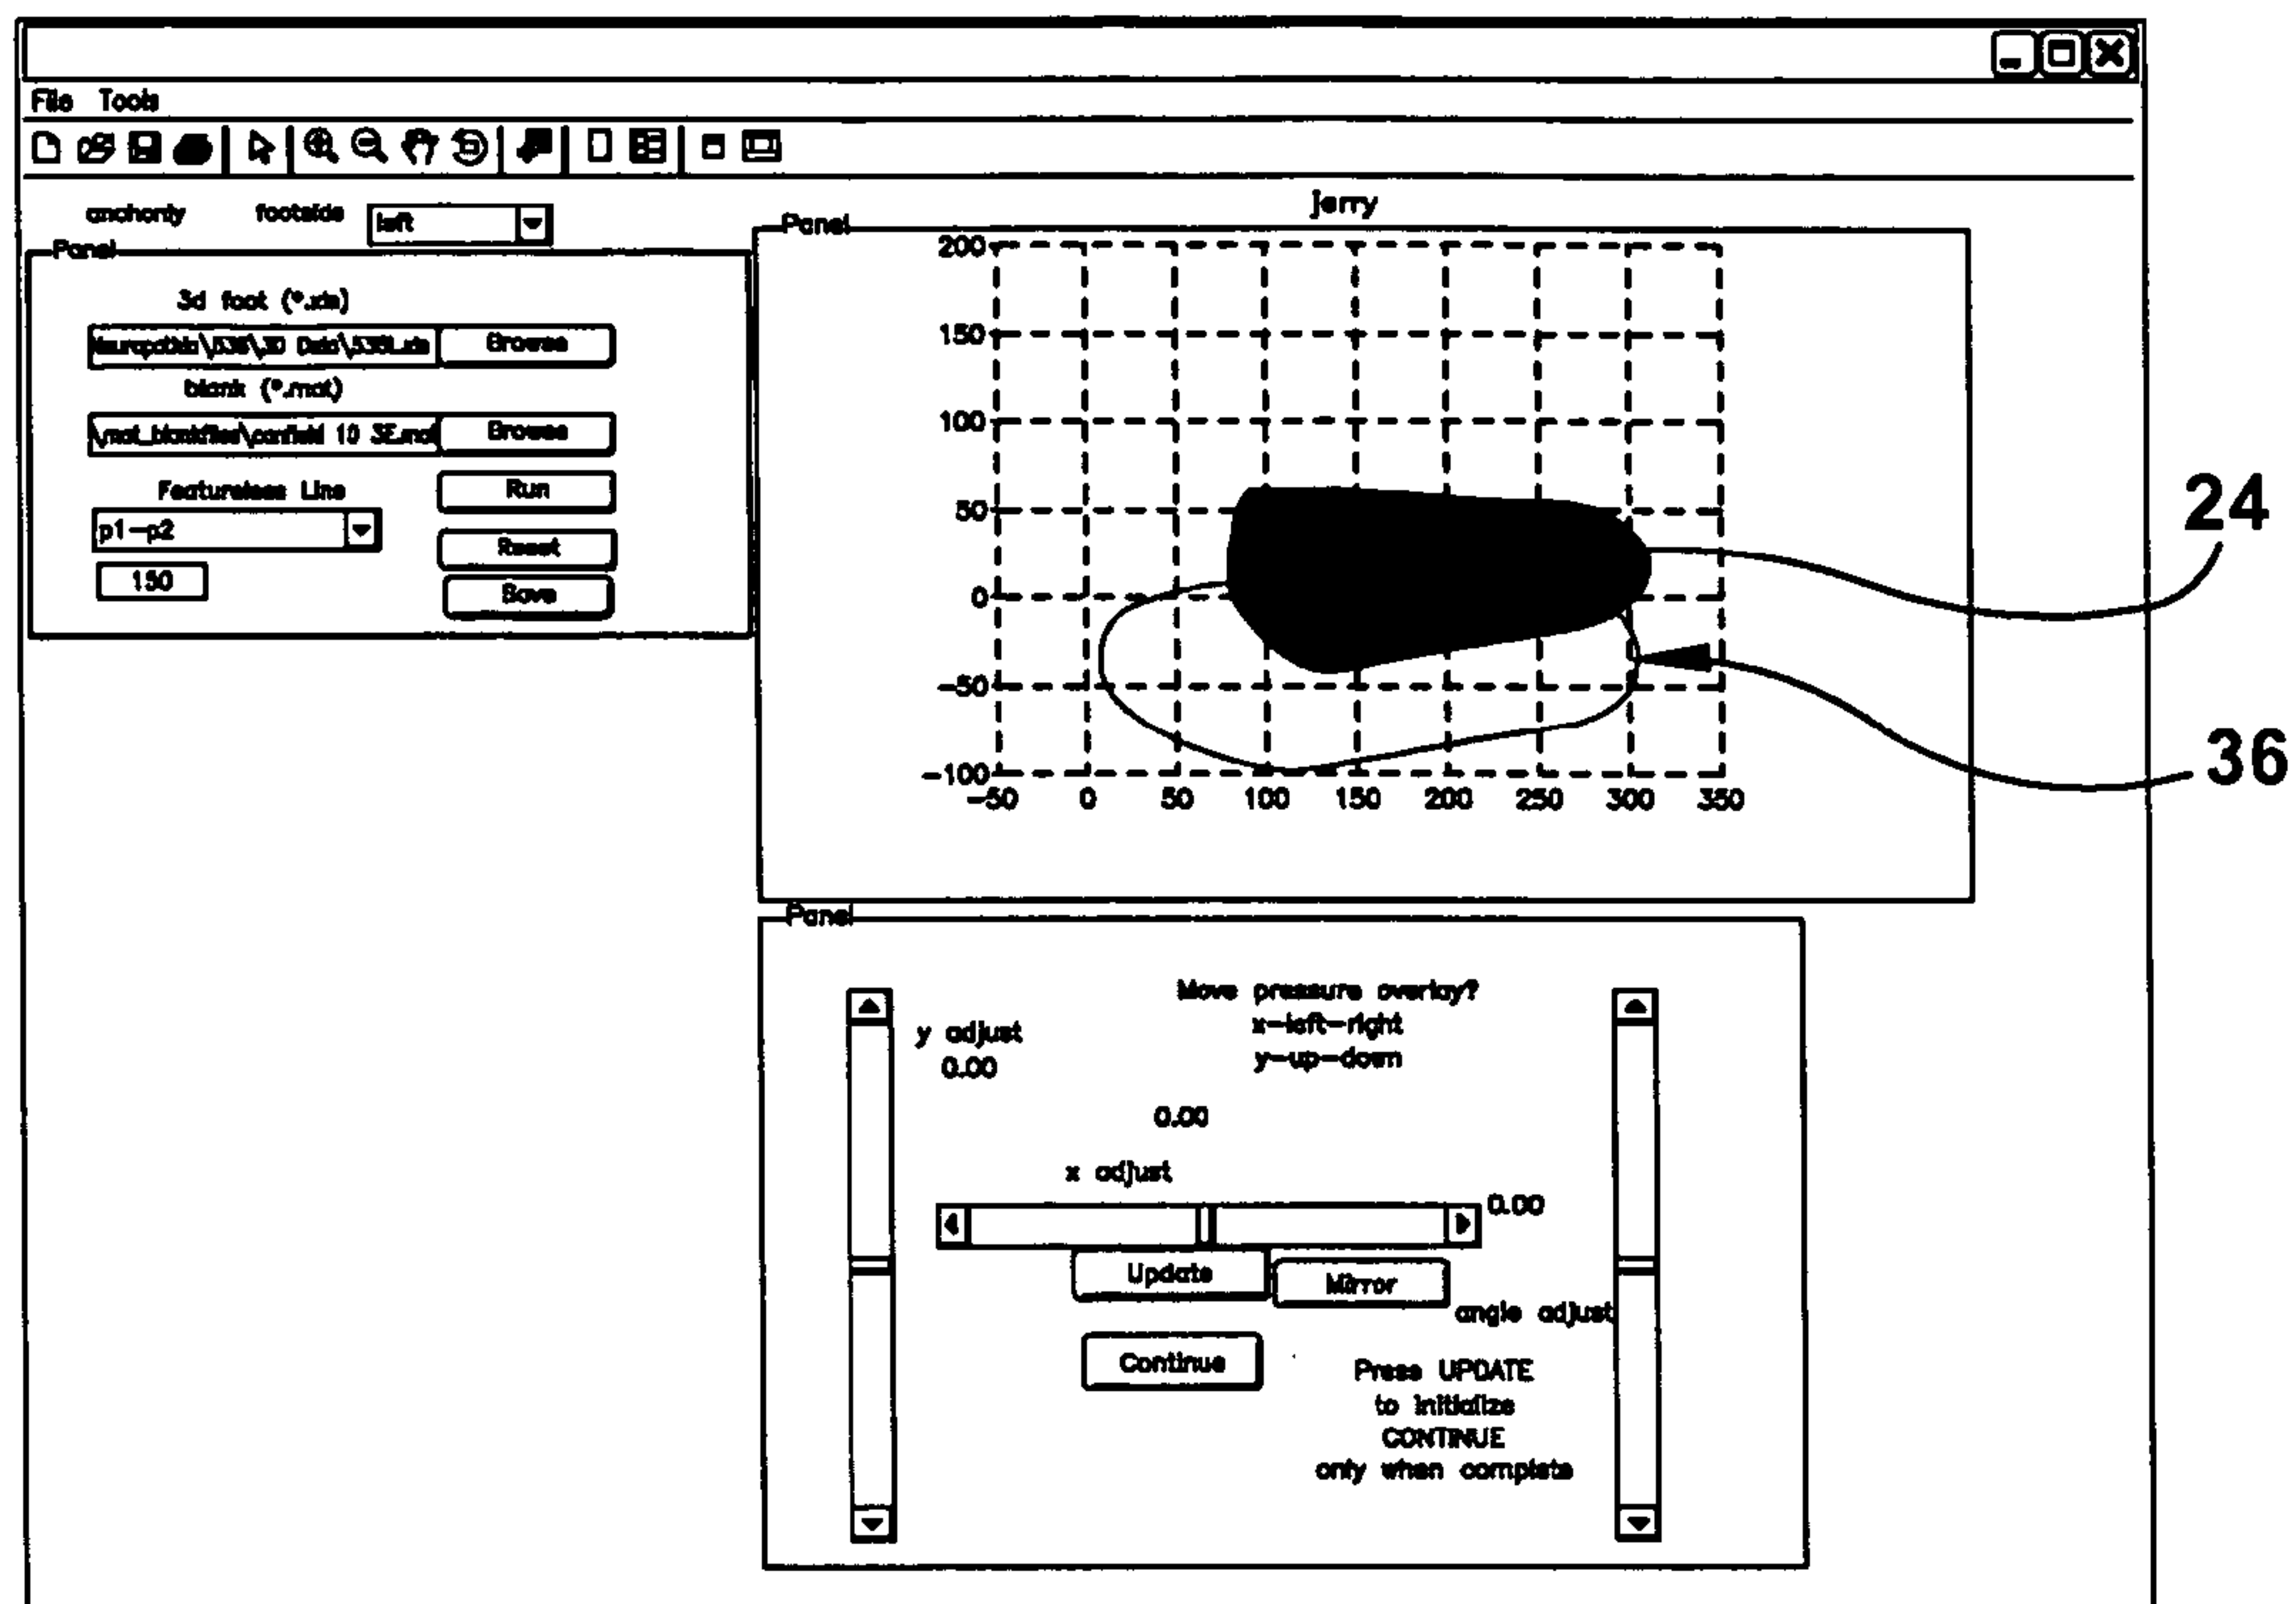 File Tools
jerry
anchonly footside left
Panel
3d foot (*.xls)
Browse
blank (*.mat)
Browse
Featureless Line
Run
p1-p2
Reset
150
Save
Panel
200
150
100
50
0
-50
-100
-50 0 50 100 150 200 250 300 350
24
36
Panel
Move pressure overlay?
x-left-right
y-up-down
y adjust
0.00
0.00
x adjust
0.00
Update
Mirror
angle adjust
Continue
Press UPDATE
to initialize
CONTINUE
only when complete